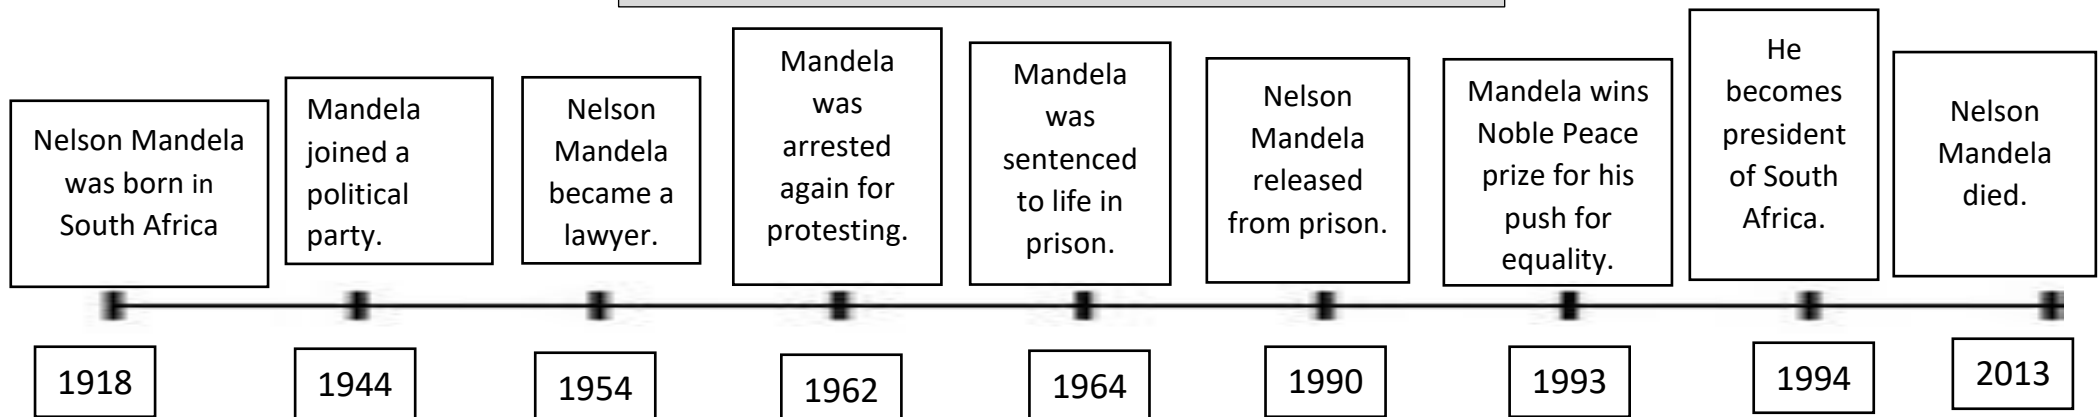 Nelson Mandela
was born in
South Africa
Mandela
joined a
political
party.
Nelson
Mandela
became a
lawyer.
Mandela
was
arrested
again for
protesting.
Mandela
was
sentenced
to life in
prison.
Nelson
Mandela
released
from prison.
Mandela wins
Noble Peace
prize for his
push for
equality.
He
becomes
president
of South
Africa.
Nelson
Mandela
died.
1918
1944
1954
1962
1964
1990
1993
1994
2013